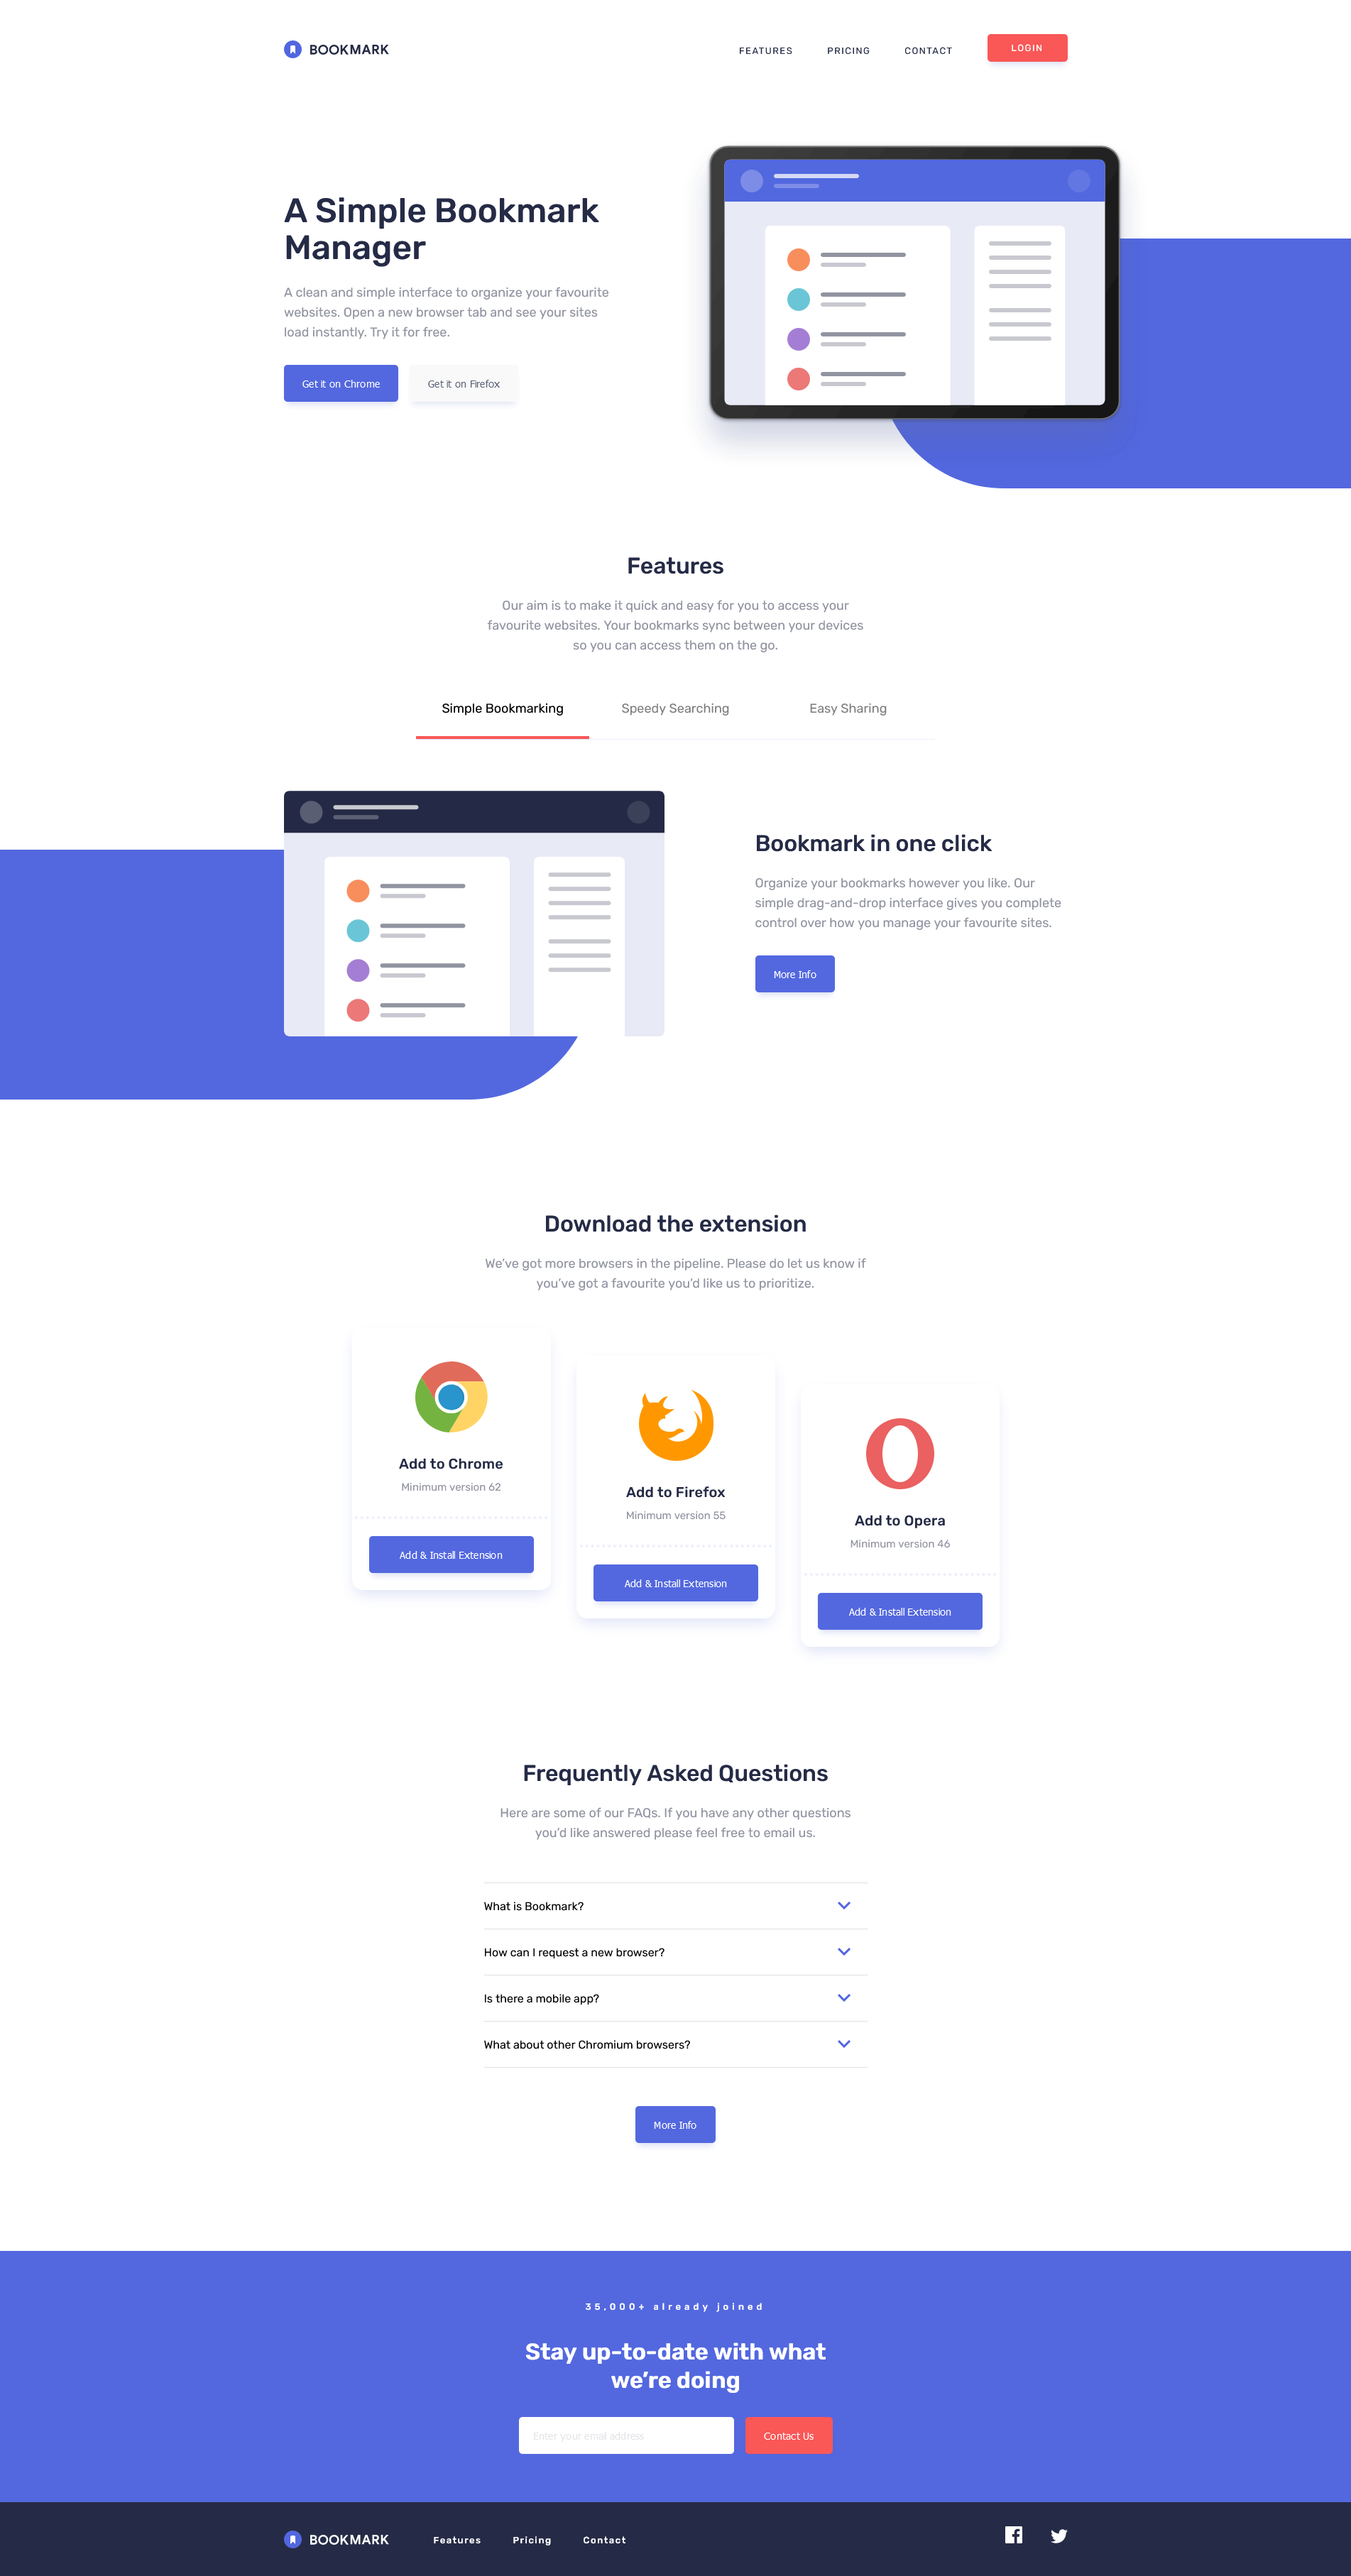 BOOKMARK
FEATURES
PRICING
CONTACT
LOGIN
A Simple Bookmark
Manager
A clean and simple interface to organize your favourite
websites. Open a new browser tab and see your sites
load instantly. Try it for free.
Get it on Chrome
Get it on Firefox
Features
Our aim is to make it quick and easy for you to access your
favourite websites. Your bookmarks sync between your devices
so you can access them on the go.
Simple Bookmarking
Speedy Searching
Easy Sharing
Bookmark in one click
Organize your bookmarks however you like. Our
simple drag-and-drop interface gives you complete
control over how you manage your favourite sites.
More Info
Download the extension
We've got more browsers in the pipeline. Please do let us know if
you've got a favourite you'd like us to prioritize.
Add to Chrome
Minimum version 62
Add & Install Extension
Add to Firefox
Minimum version 55
Add & Install Extension
Add to Opera
Minimum version 46
Add & Install Extension
Frequently Asked Questions
Here are some of our FAQs. If you have any other questions
you'd like answered please feel free to email us.
What is Bookmark?
How can I request a new browser?
Is there a mobile app?
What about other Chromium browsers?
More Info
35,000+ already joined
Stay up-to-date with what
we're doing
Enter your email address
Contact Us
BOOKMARK
Features
Pricing
Contact